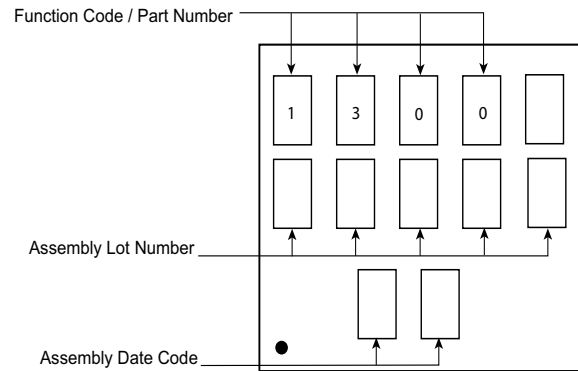 Function Code / Part Number
1 3 0 0
Assembly Lot Number
Assembly Date Code